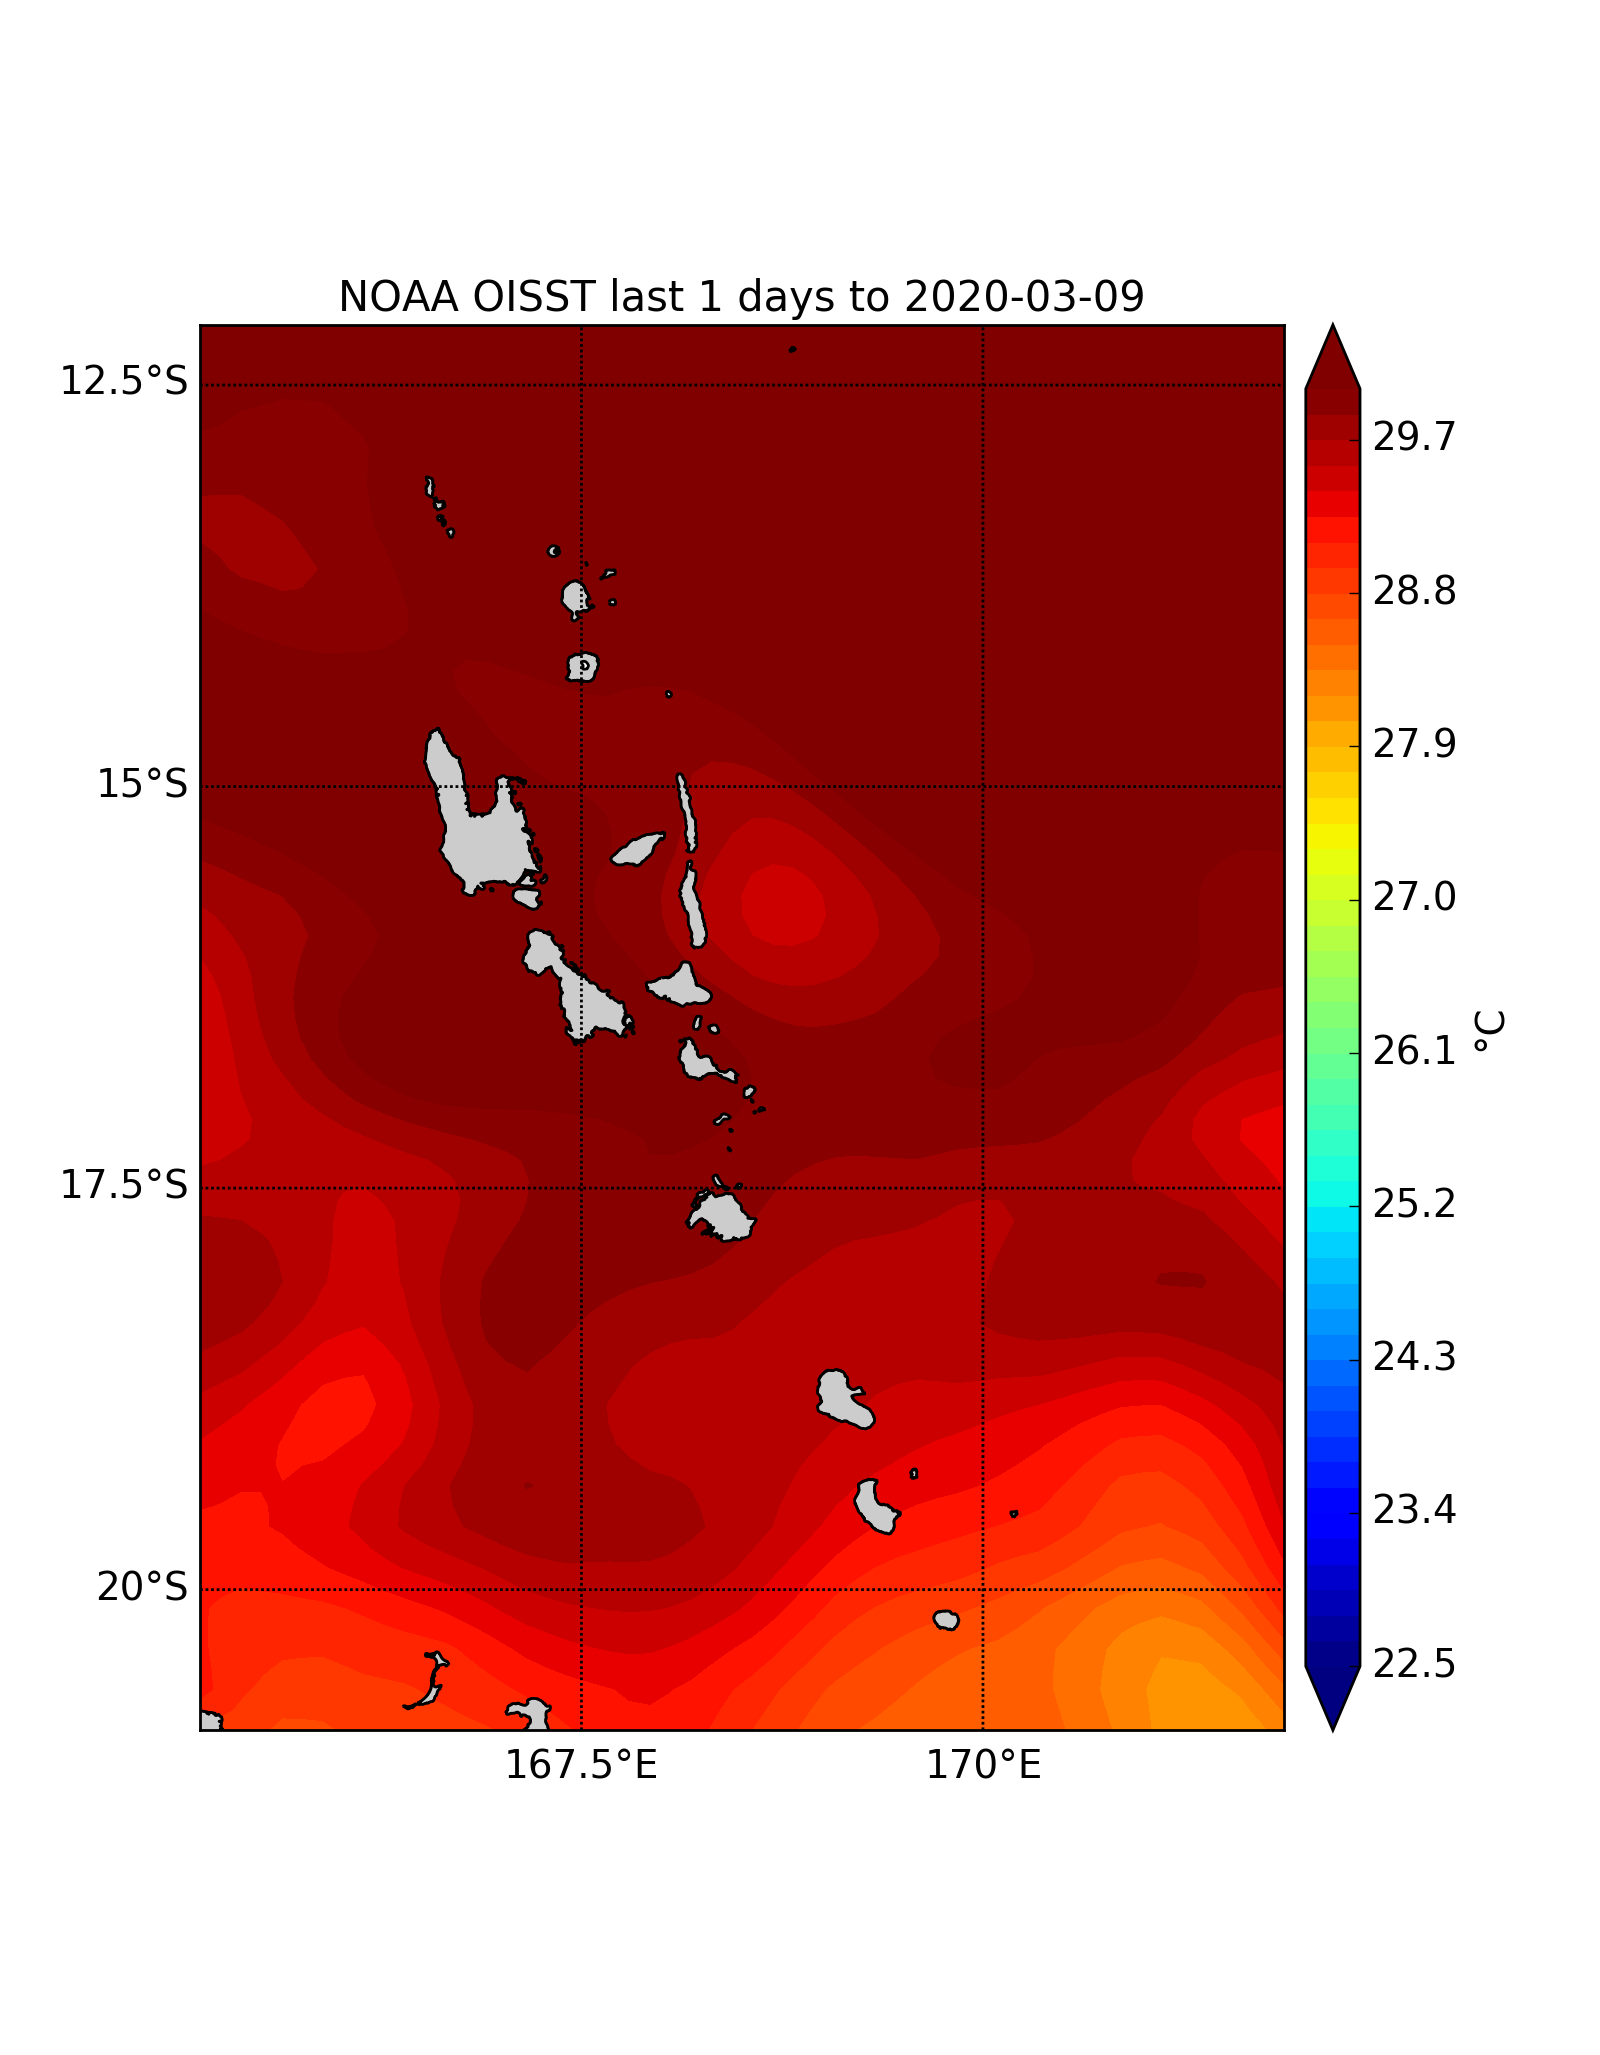 NOAA OISST last 1 days to 2020-03-09
12.5°S
15°S
17.5°S
20°S
167.5°E
170°E
29.7
28.8
27.9
27.0
26.1
25.2
24.3
23.4
22.5
°C